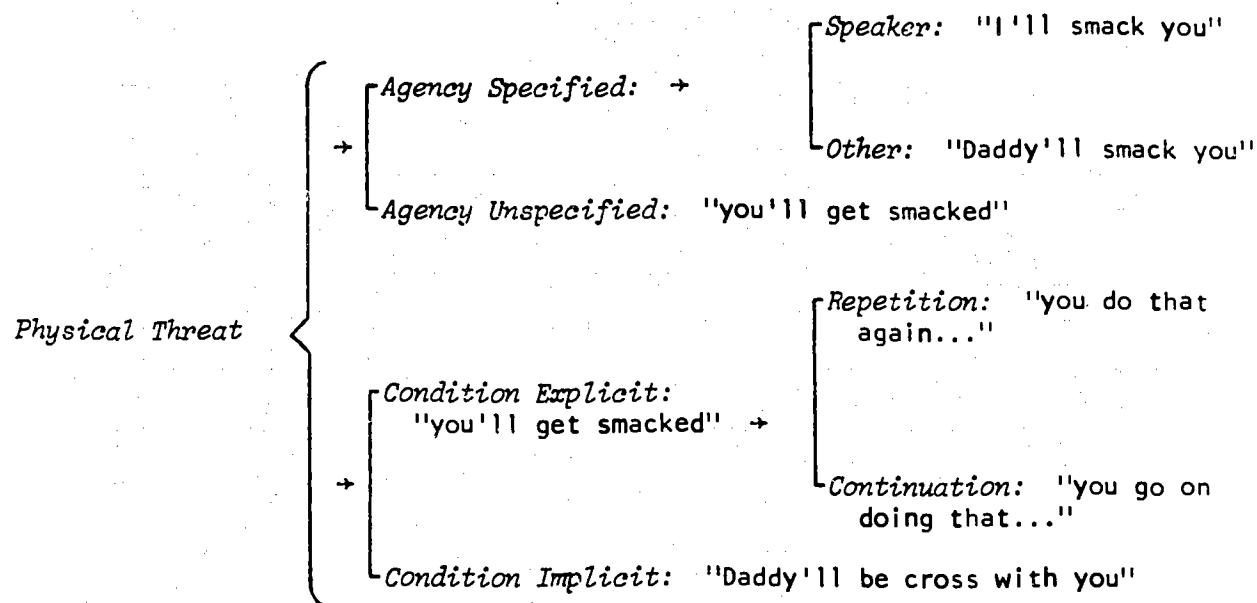 Speaker: "I'll smack you"
Agency Specified: →
Other: "Daddy'll smack you"
→
Agency Unspecified: "you'll get smacked"
Repetition: "you do that
again..."
Physical Threat
Condition Explicit:
"you'll get smacked" →
Continuation: "you go on
doing that..."
→
Condition Implicit: "Daddy'll be cross with you"